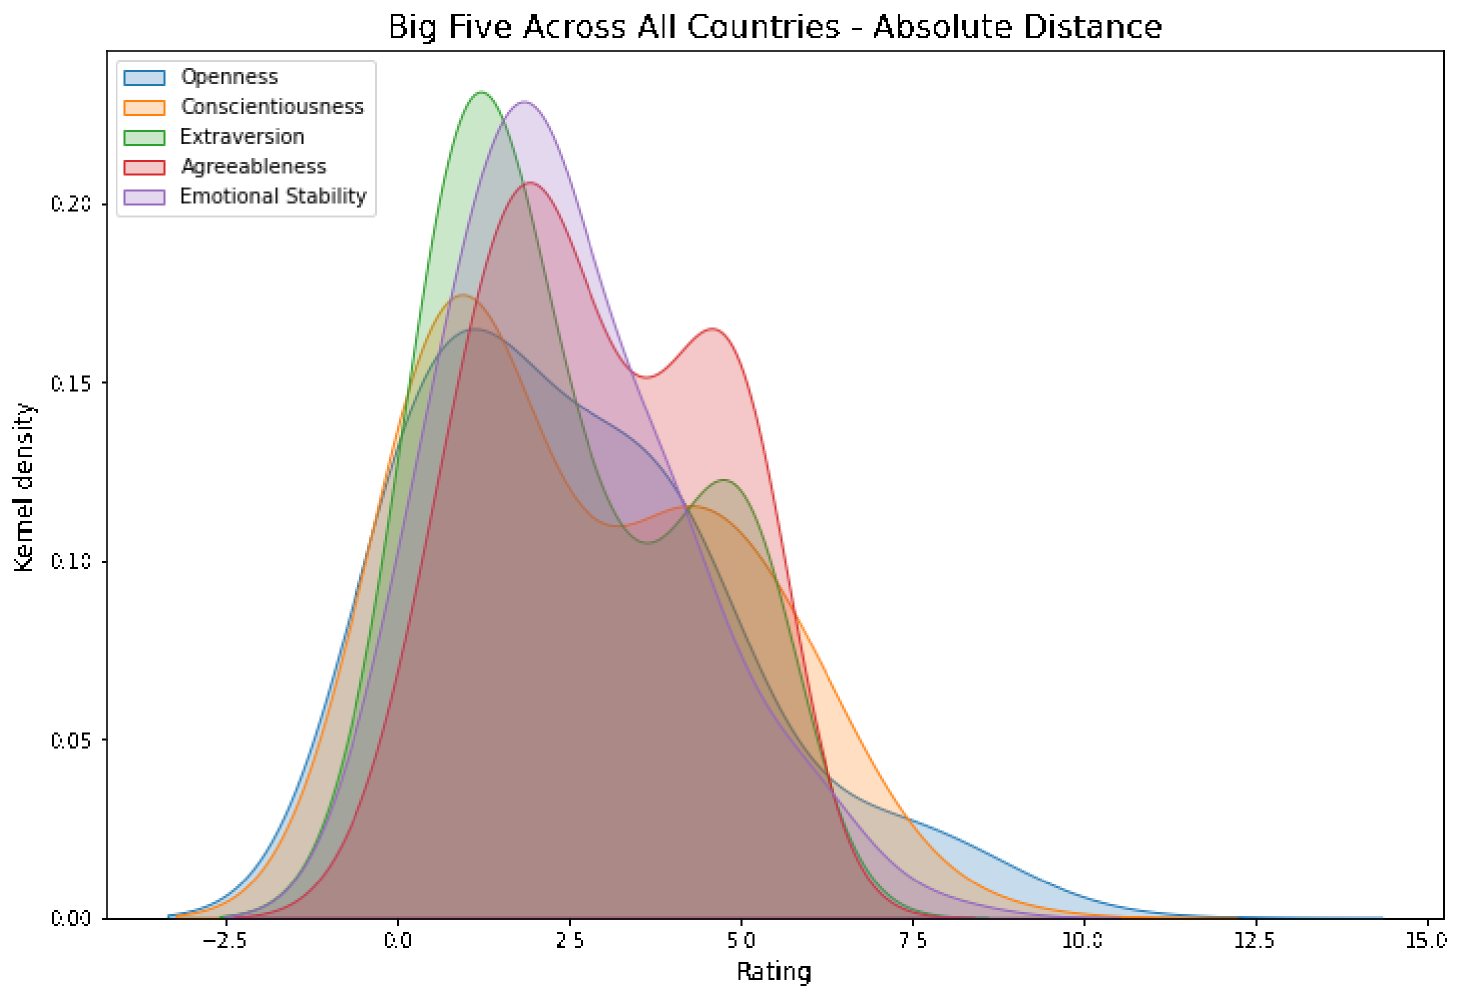 Big Five Across All Countries - Absolute Distance
Openness
Conscientiousness
Extraversion
Agreeableness
Emotional Stability
0.20
0.15
0.10
0.05
0.00
Kernel density
−2.5 0.0 2.5 5.0 7.5 10.0 12.5 15.0
Rating